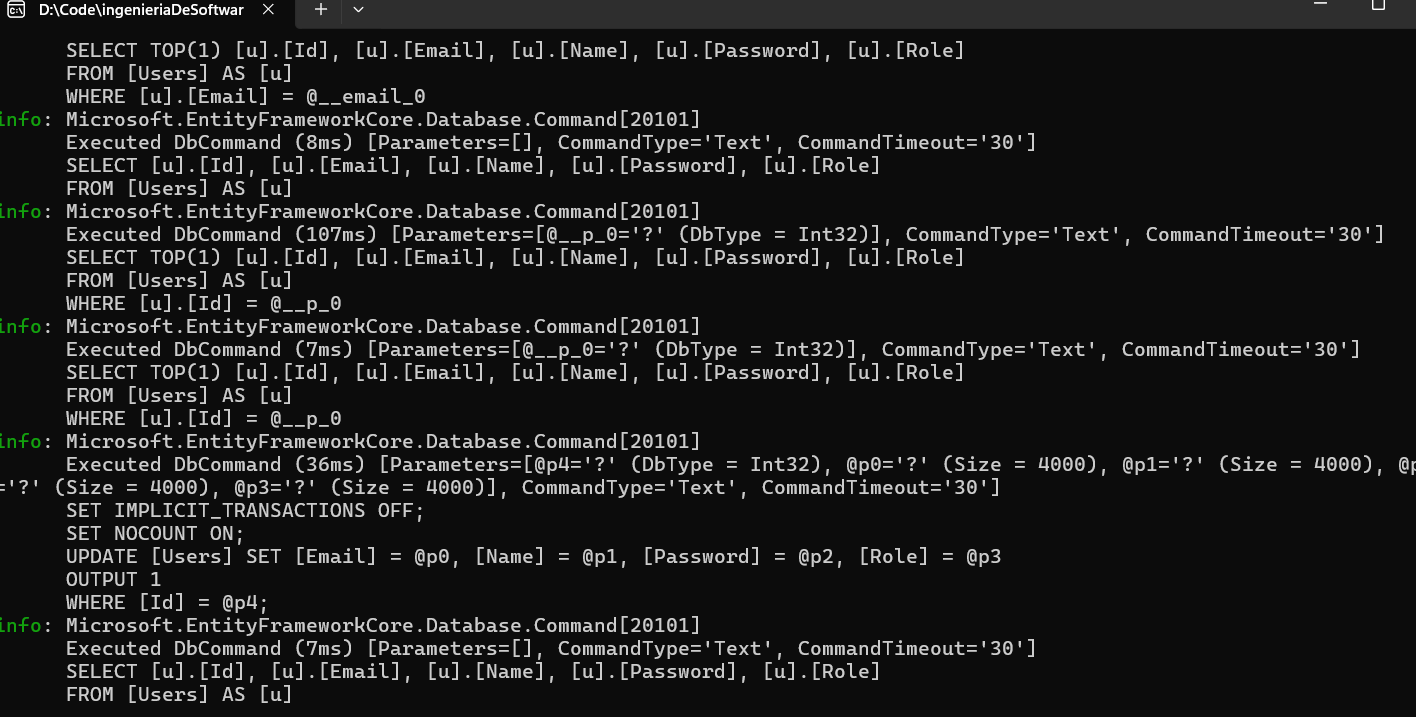 D:\Code\ingenieriaDeSoftwar
SELECT TOP(1) [u].[Id], [u].[Email], [u].[Name], [u].[Password], [u].[Role]
FROM [Users] AS [u]
WHERE [u].[Email] = @__email_0
info: Microsoft.EntityFrameworkCore.Database.Command[20101]
Executed DbCommand (8ms) [Parameters=[], CommandType='Text', CommandTimeout='30']
SELECT [u].[Id], [u].[Email], [u].[Name], [u].[Password], [u].[Role]
FROM [Users] AS [u]
info: Microsoft.EntityFrameworkCore.Database.Command[20101]
Executed DbCommand (107ms) [Parameters=[@__p_0='?' (DbType = Int32)], CommandType='Text', CommandTimeout='30']
SELECT TOP(1) [u].[Id], [u].[Email], [u].[Name], [u].[Password], [u].[Role]
FROM [Users] AS [u]
WHERE [u].[Id] = @__p_0
info: Microsoft.EntityFrameworkCore.Database.Command[20101]
Executed DbCommand (7ms) [Parameters=[@__p_0='?' (DbType = Int32)], CommandType='Text', CommandTimeout='30']
SELECT TOP(1) [u].[Id], [u].[Email], [u].[Name], [u].[Password], [u].[Role]
FROM [Users] AS [u]
WHERE [u].[Id] = @__p_0
info: Microsoft.EntityFrameworkCore.Database.Command[20101]
Executed DbCommand (36ms) [Parameters=[@p4='?' (DbType = Int32), @p0='?' (Size = 4000), @p1='?' (Size = 4000), @p
='?' (Size = 4000), @p3='?' (Size = 4000)], CommandType='Text', CommandTimeout='30']
SET IMPLICIT_TRANSACTIONS OFF;
SET NOCOUNT ON;
UPDATE [Users] SET [Email] = @p0, [Name] = @p1, [Password] = @p2, [Role] = @p3
OUTPUT 1
WHERE [Id] = @p4;
info: Microsoft.EntityFrameworkCore.Database.Command[20101]
Executed DbCommand (7ms) [Parameters=[], CommandType='Text', CommandTimeout='30']
SELECT [u].[Id], [u].[Email], [u].[Name], [u].[Password], [u].[Role]
FROM [Users] AS [u]